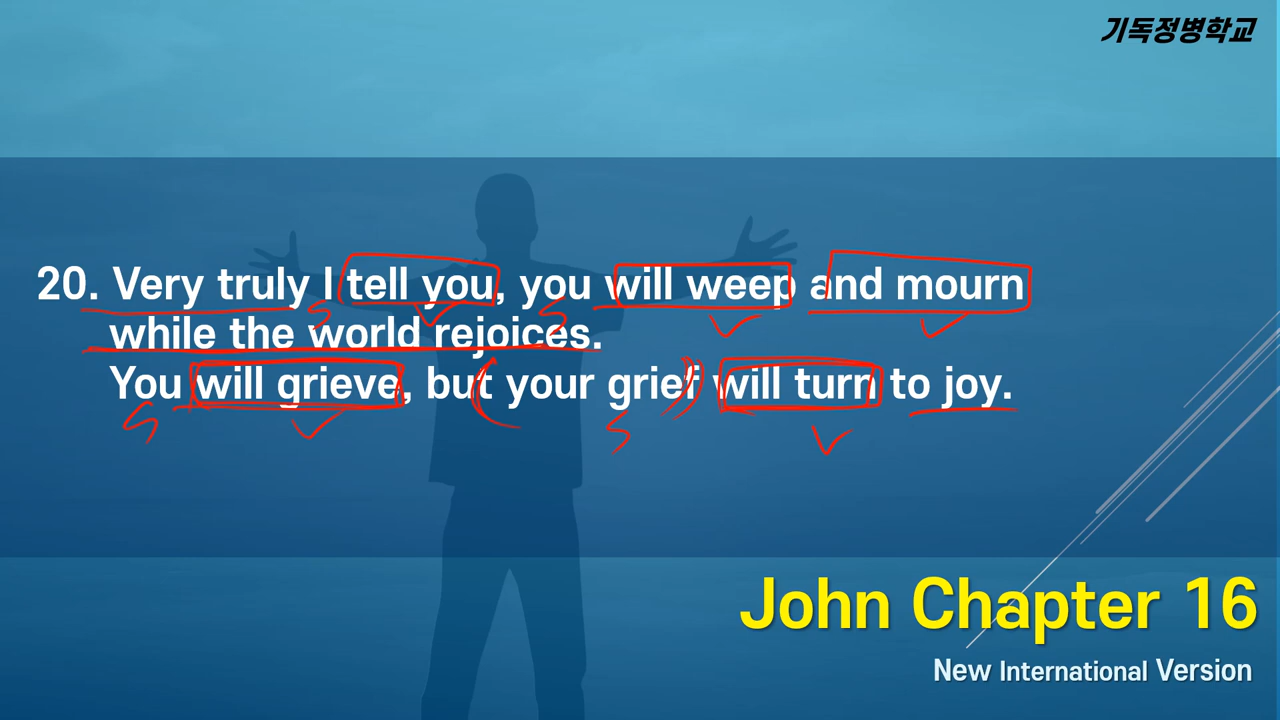 기독정병학교
20. Very truly I tell you, you will weep and mourn
while the world rejoices.
You will grieve, but your grief will turn to joy.
S S
S S
John Chapter 16
New International Version